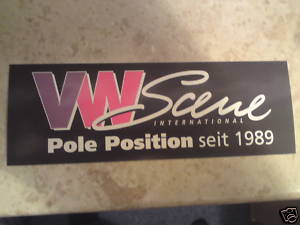 VW Scene
INTERNATIONAL
Pole Position seit 1989